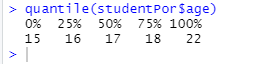 > quantile(studentPor$age)
0% 25% 50% 75% 100%
15 16 17 18 22
>